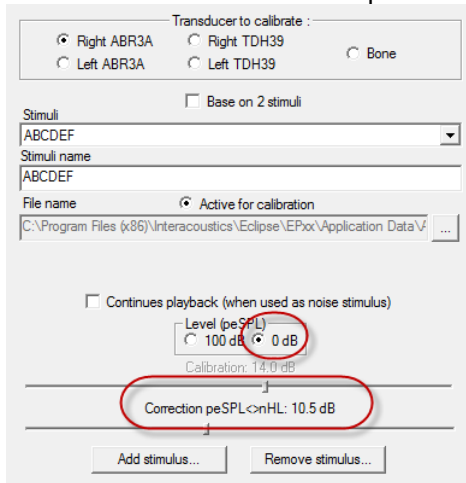 Transducer to calibrate :
Right ABR3A Right TDH39
Bone
Left ABR3A Left TDH39
Base on 2 stimuli
Stimuli
ABCDEF
Stimuli name
ABCDEF
File name Active for calibration
C:\Program Files (x86)\Interacoustics\Eclipse\EPxx\Application Data\ ...
Continues playback (when used as noise stimulus)
Level (peSPL)
100 dB 0 dB
Calibration: 14.0 dB
Correction peSPL<>nHL: 10.5 dB
Add stimulus... Remove stimulus...